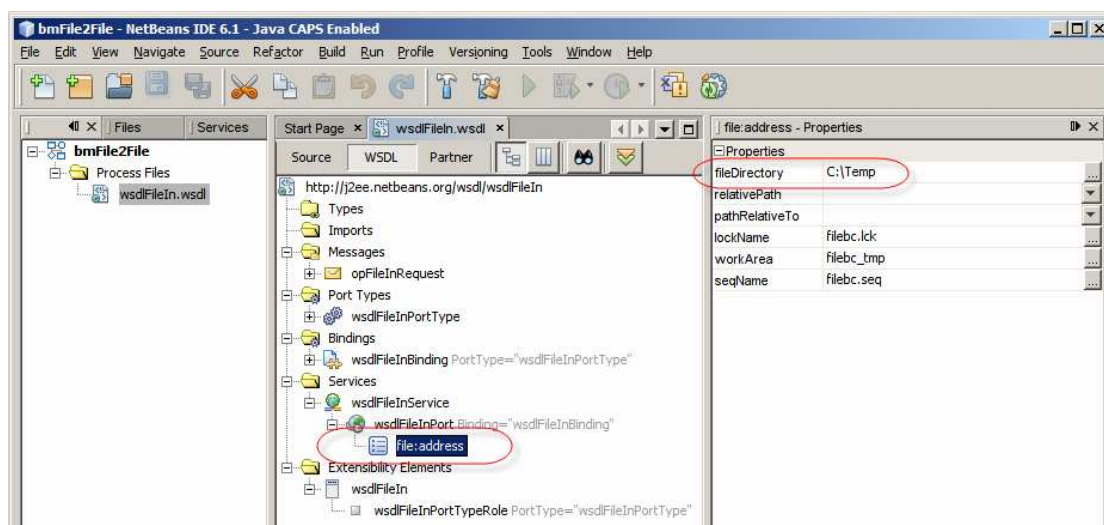 bmFile2File - NetBeans IDE 6.1 - Java CAPS Enabled
File Edit View Navigate Source Refactor Build Run Profile Versioning Tools Window Help
Files Services
Start Page wsdlFileIn.wsdl
file:address - Properties
bmFile2File
Process Files
wsdlFileIn.wsdl
Source WSDL Partner
http://j2ee.netbeans.org/wsdl/wsdlFileIn
Types
Imports
Messages
opFileInRequest
Port Types
wsdlFileInPortType
Bindings
wsdlFileInBinding PortType="wsdlFileInPortType"
Services
wsdlFileInService
wsdlFileInPort Binding="wsdlFileInBinding"
file:address
Extensibility Elements
wsdlFileIn
wsdlFileInPortTypeRole PortType="wsdlFileInPortType"
Properties
fileDirectory C:\Temp ...
relativePath
pathRelativeTo
lockName filebc.lck ...
workArea filebc_tmp ...
seqName filebc.seq ...